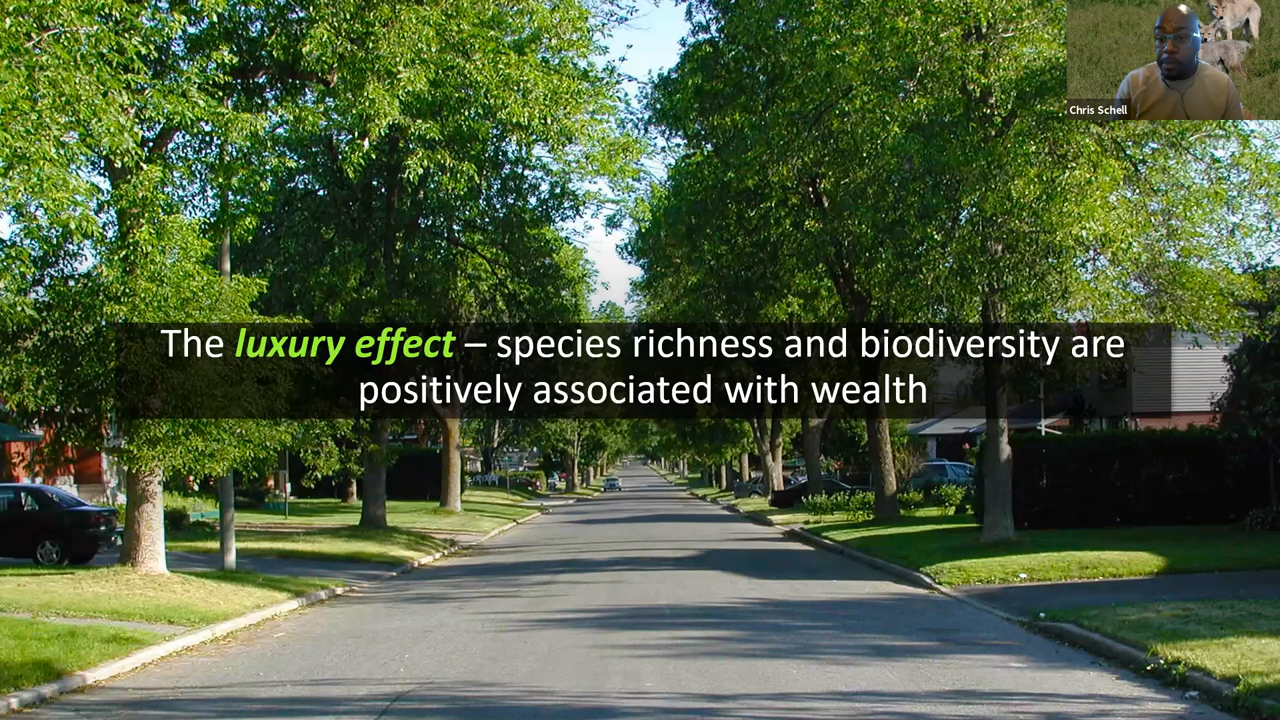 Chris Schell
The luxury effect – species richness and biodiversity are
positively associated with wealth